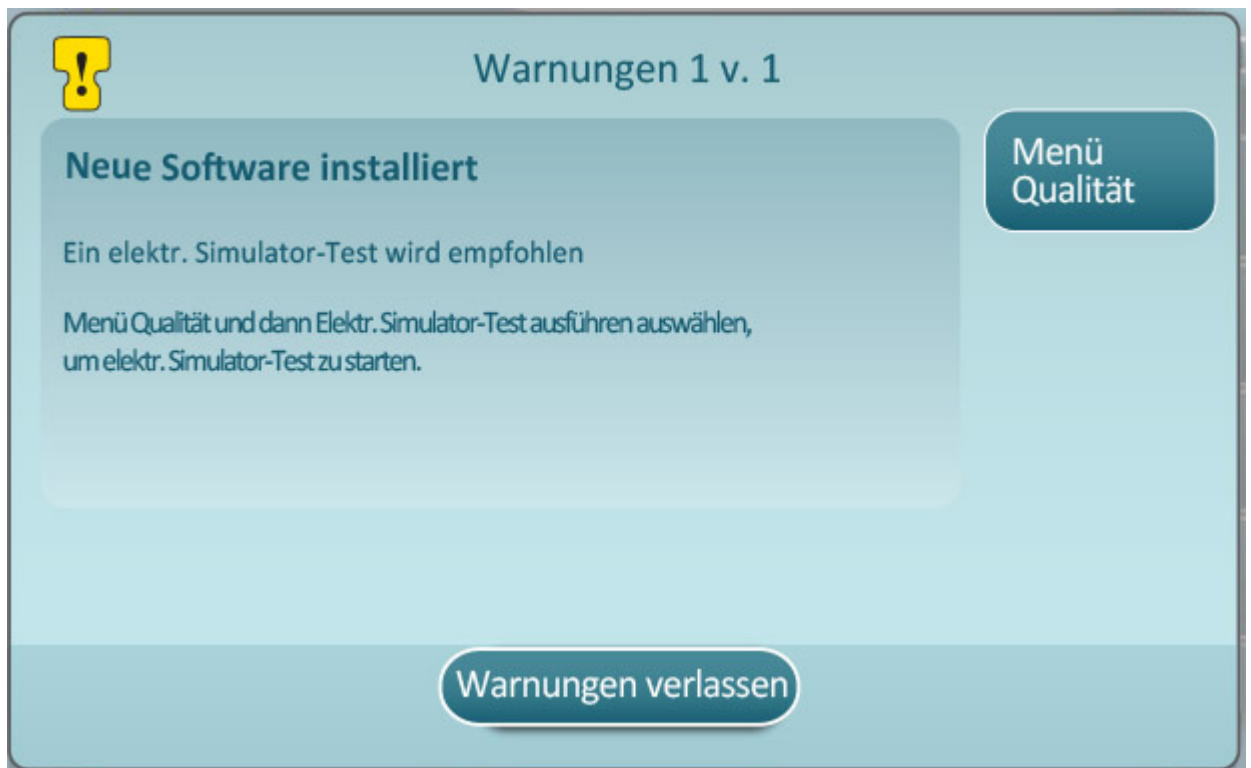 Warnungen 1 v. 1
Neue Software installiert
Menü
Qualität
Ein elektr. Simulator-Test wird empfohlen
Menü Qualität und dann Elektr. Simulator-Test ausführen auswählen,
um elektr. Simulator-Test zu starten.
Warnungen verlassen